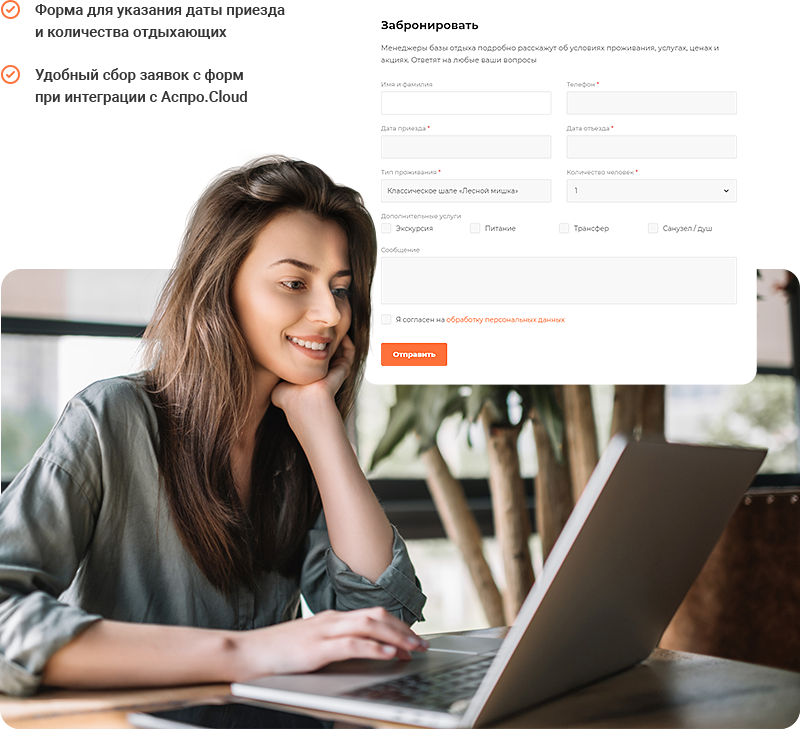 Форма для указания даты приезда
и количества отдыхающих
Удобный сбор заявок с форм
при интеграции с Аспро.Cloud
Забронировать
Менеджеры базы отдыха подробно расскажут об условиях проживания, услугах, ценах и
акциях. Ответят на любые ваши вопросы
Имя и фамилия
Телефон *
Дата приезда *
Дата отъезда *
Тип проживания *
Количество человек *
Классическое шале «Лесной мишка»
1
Дополнительные услуги
Экскурсия
Питание
Трансфер
Санузел / душ
Сообщение
Я согласен на обработку персональных данных
Отправить